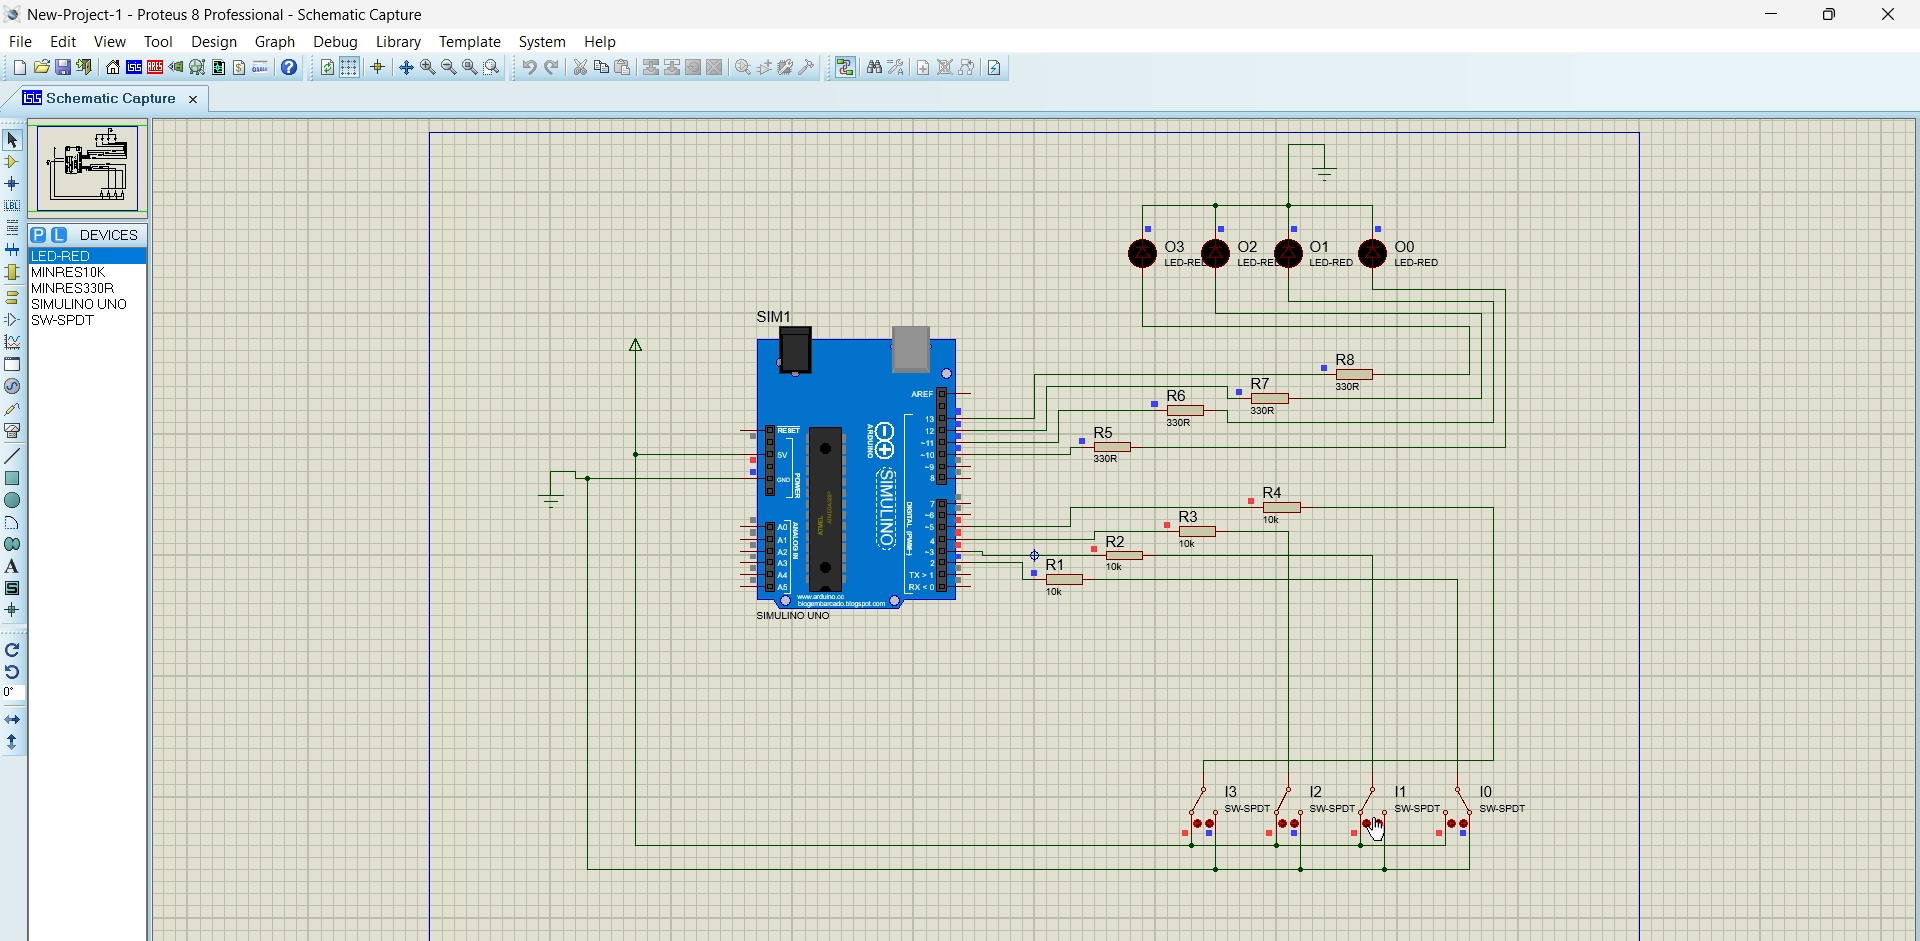 New-Project-1 - Proteus 8 Professional - Schematic Capture
File Edit View Tool Design Graph Debug Library Template System Help
Schematic Capture
P L DEVICES
LED-RED
MINRES10K
MINRES330R
SIMULINO UNO
SW-SPDT
LBL
0°
O3
LED-RED
O2
LED-RED
O1
LED-RED
O0
LED-RED
SIM1
R8
330R
R7
330R
R6
330R
R5
330R
R4
10k
R3
10k
R2
10k
R1
10k
AREF
13
12
~11
~10
~9
8
7
~6
~5
4
~3
2
TX > 1
RX < 0
DIGITAL (PWM~)
ARDUINO
SIMULINO
RESET
5V
GND
POWER
A0
A1
A2
A3
A4
A5
ANALOG IN
ATMEL
www.arduino.cc
blogembarcado.blogspot.com
SIMULINO UNO
I3
SW-SPDT
I2
SW-SPDT
I1
SW-SPDT
I0
SW-SPDT